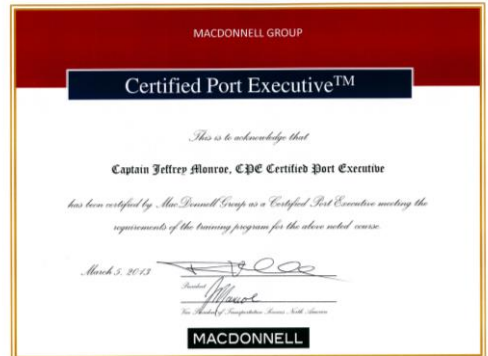 MACDONNELL GROUP
Certified Port Executive™
This is to acknowledge that
Captain Jeffrey Monroe, CPE Certified Port Executive
has been certified by MacDonnell Group as a Certified Port Executive meeting the
requirements of the training program for the above noted course
March 5, 2013
President
Vice President of Transportation Services North America
MACDONNELL